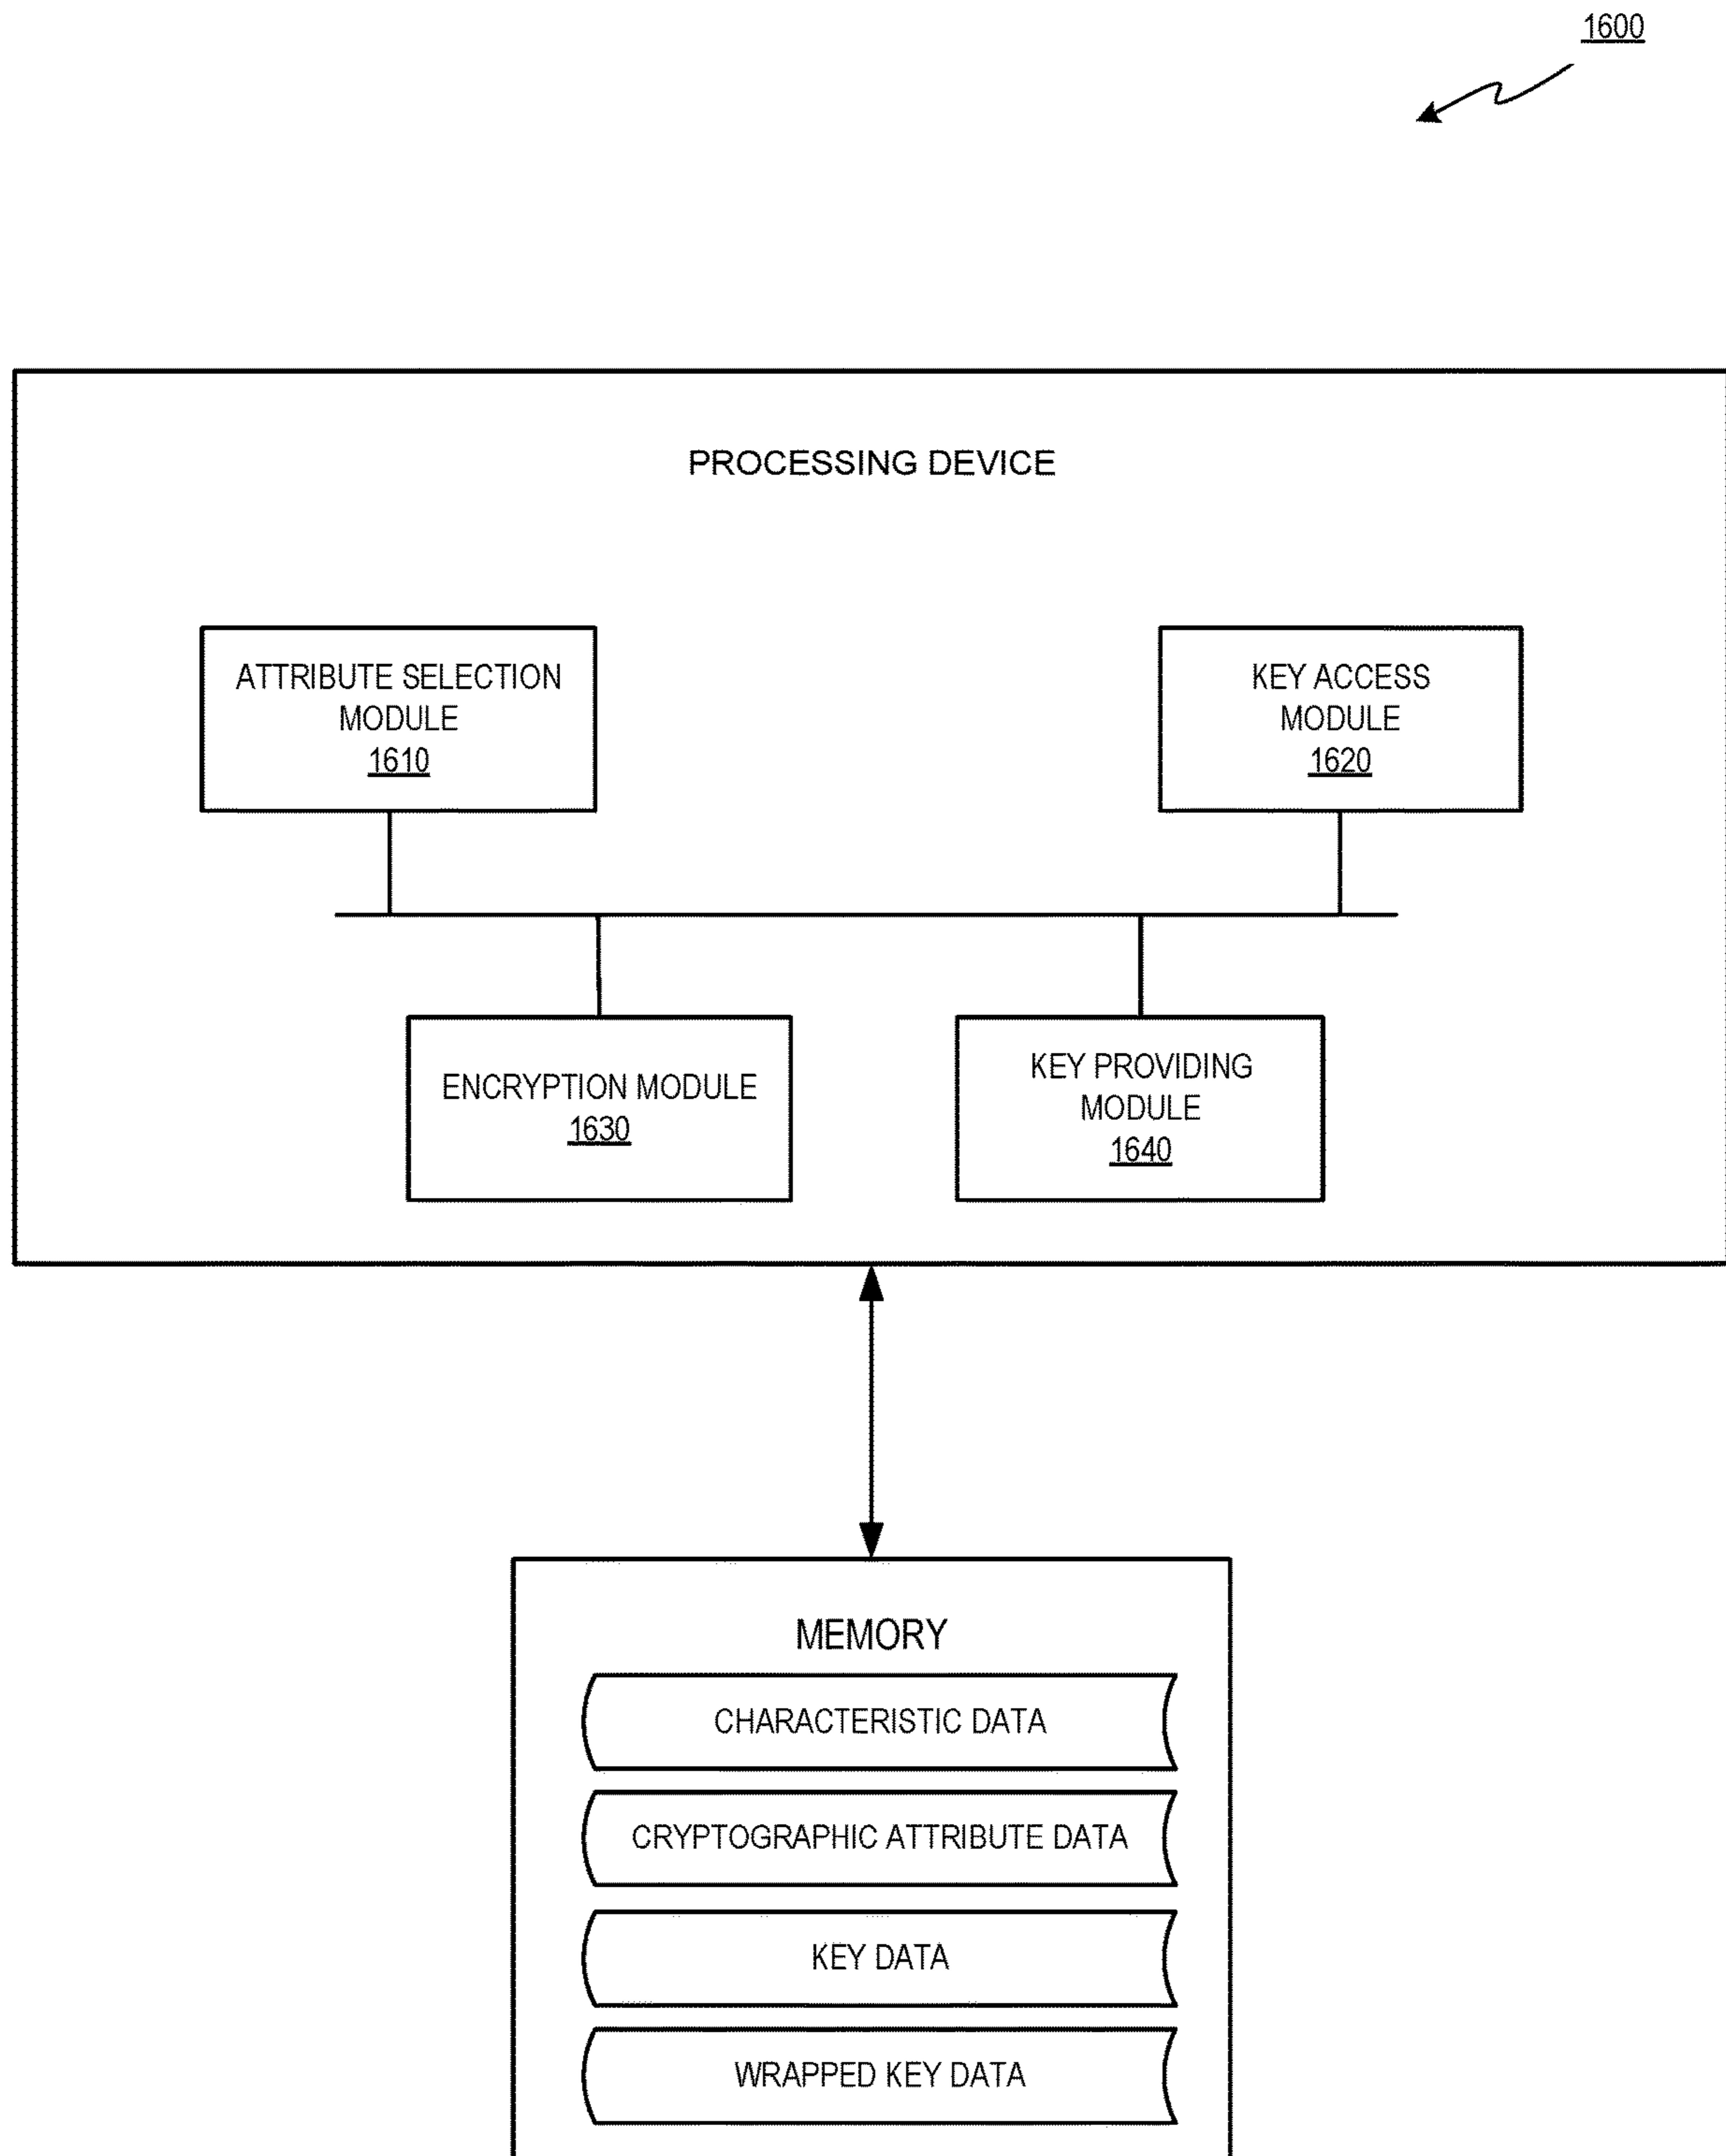 1600
PROCESSING DEVICE
ATTRIBUTE SELECTION
MODULE
1610
KEY ACCESS
MODULE
1620
ENCRYPTION MODULE
1630
KEY PROVIDING
MODULE
1640
MEMORY
CHARACTERISTIC DATA
CRYPTOGRAPHIC ATTRIBUTE DATA
KEY DATA
WRAPPED KEY DATA